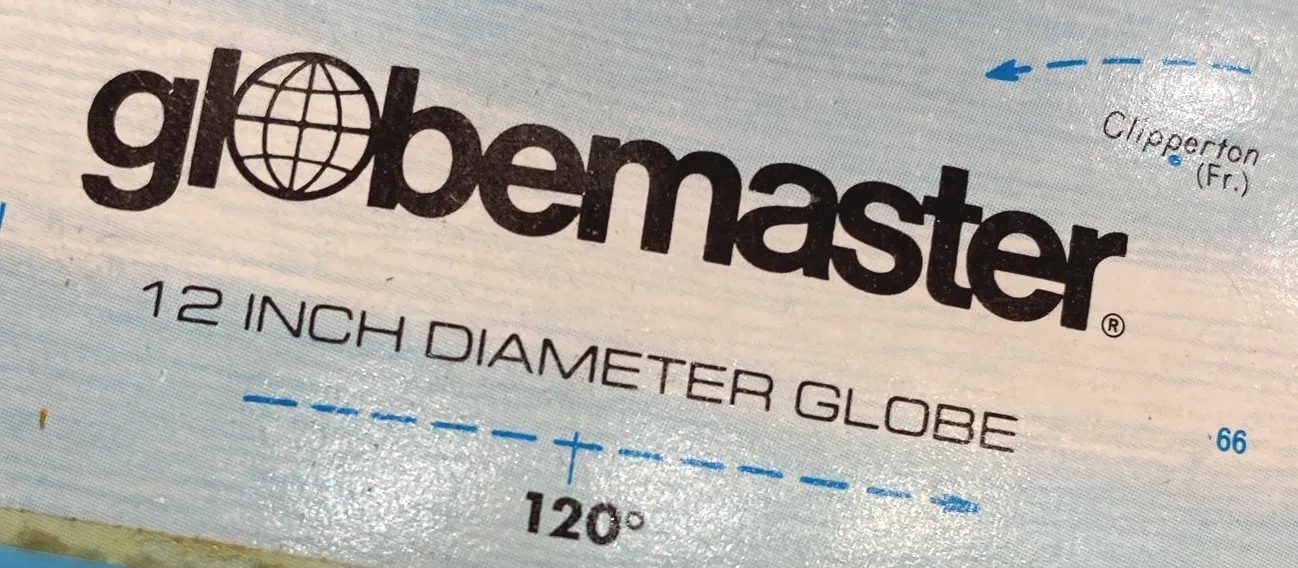 globemaster®
Clipperton
(Fr.)
12 INCH DIAMETER GLOBE
66
120°